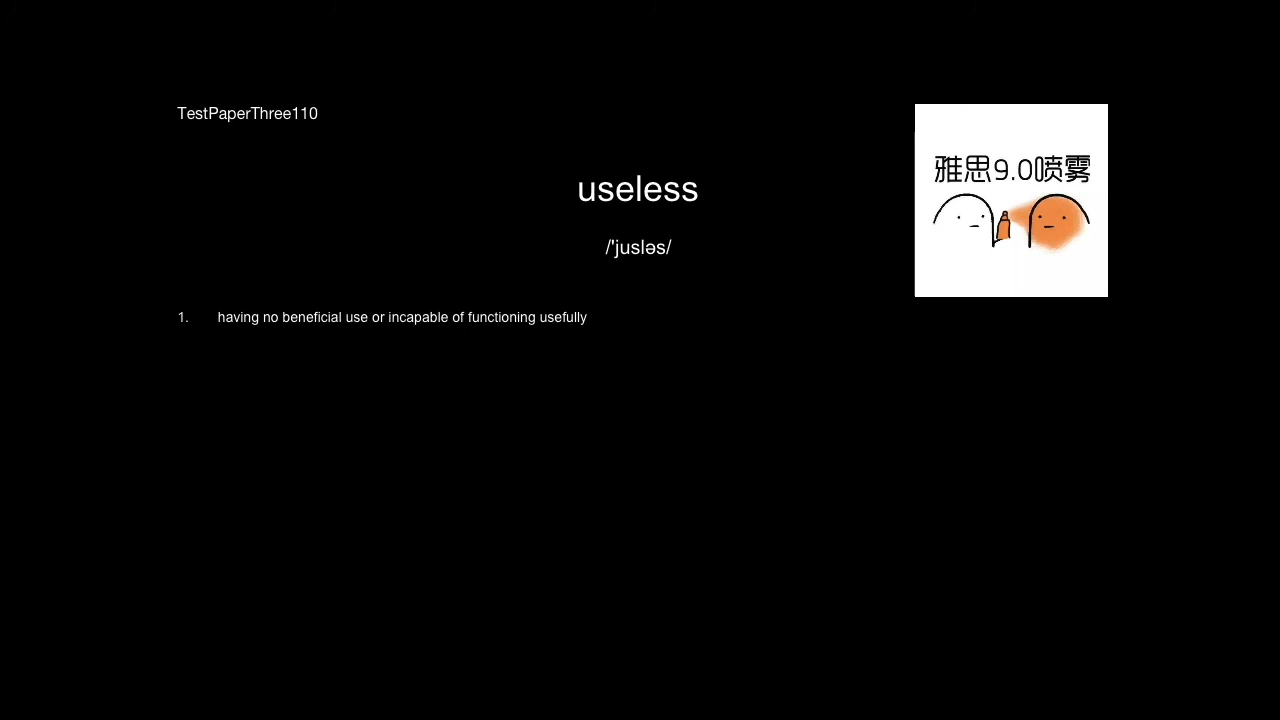 TestPaperThree110
雅思9.0喷雾
useless
/'jusləs/
1. having no beneficial use or incapable of functioning usefully